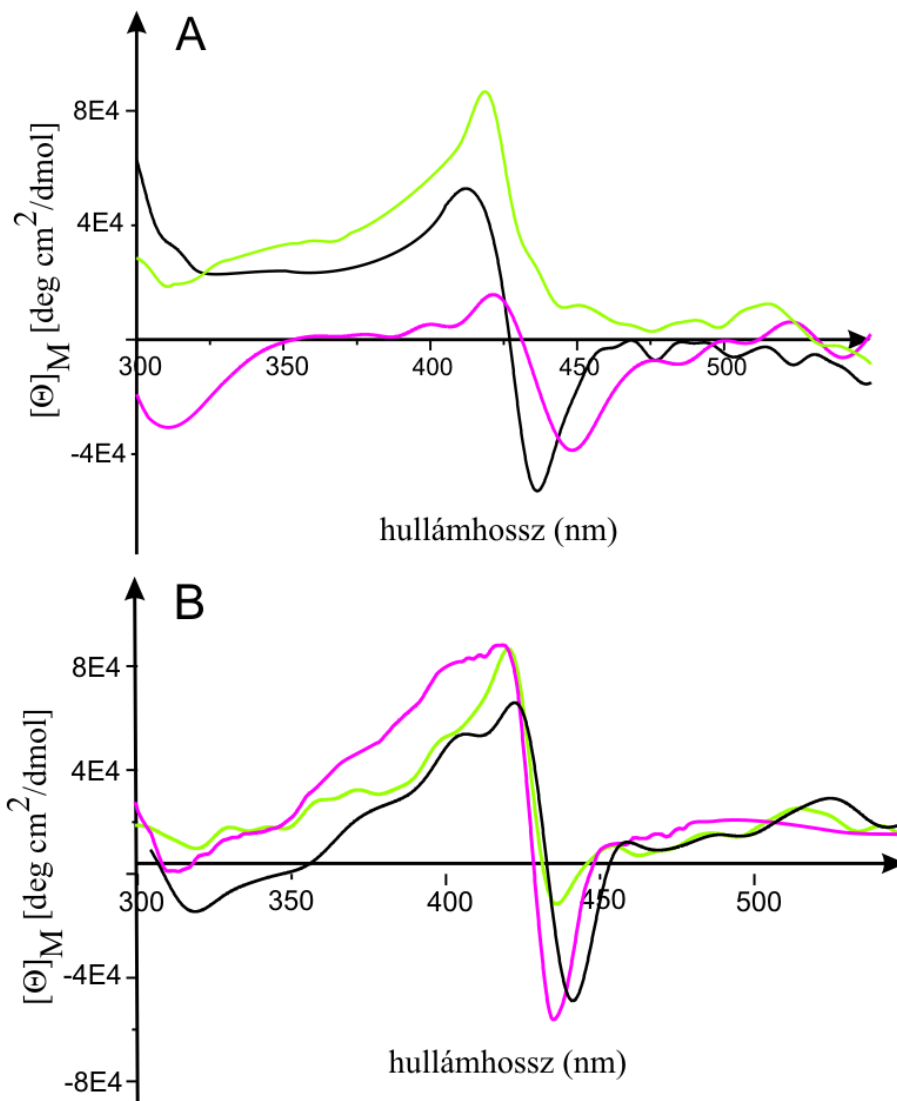 A
8E4
4E4
-4E4
[Θ]M [deg cm2/dmol]
300
350
400
450
500
hullámhossz (nm)
B
8E4
4E4
-4E4
-8E4
[Θ]M [deg cm2/dmol]
300
350
400
450
500
hullámhossz (nm)